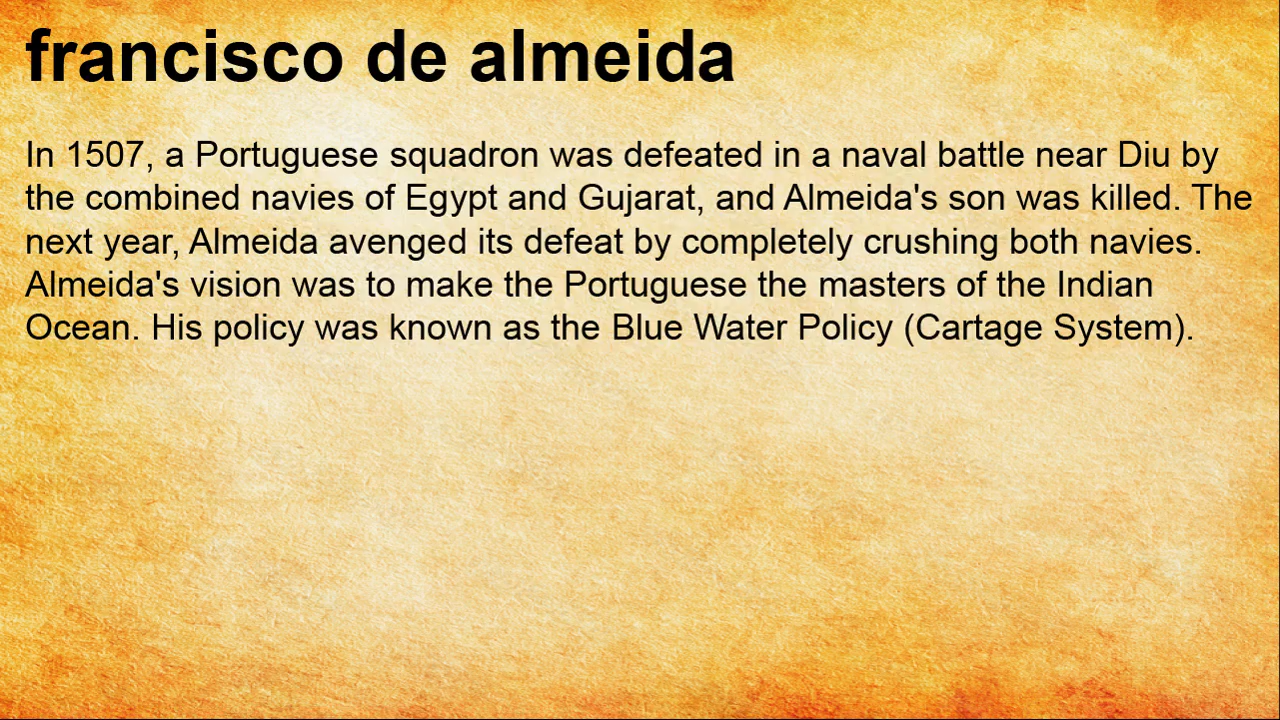 francisco de almeida
In 1507, a Portuguese squadron was defeated in a naval battle near Diu by
the combined navies of Egypt and Gujarat, and Almeida's son was killed. The
next year, Almeida avenged its defeat by completely crushing both navies.
Almeida's vision was to make the Portuguese the masters of the Indian
Ocean. His policy was known as the Blue Water Policy (Cartage System).